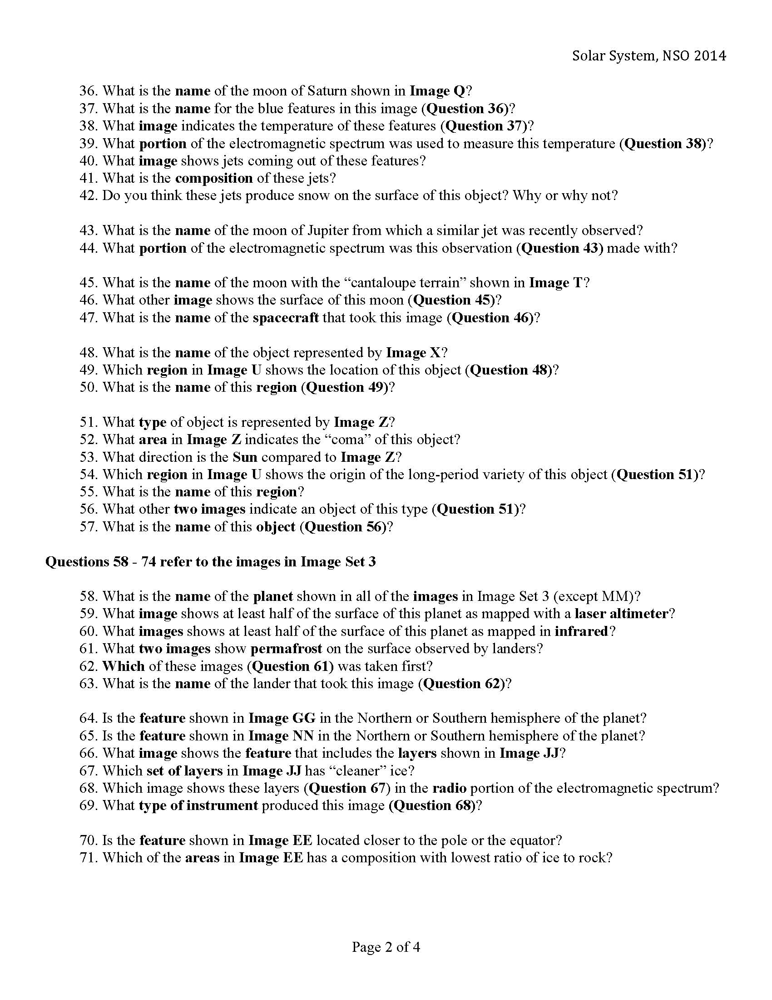 Solar System, NSO 2014
36. What is the name of the moon of Saturn shown in Image Q?
37. What is the name for the blue features in this image (Question 36)?
38. What image indicates the temperature of these features (Question 37)?
39. What portion of the electromagnetic spectrum was used to measure this temperature (Question 38)?
40. What image shows jets coming out of these features?
41. What is the composition of these jets?
42. Do you think these jets produce snow on the surface of this object? Why or why not?
43. What is the name of the moon of Jupiter from which a similar jet was recently observed?
44. What portion of the electromagnetic spectrum was this observation (Question 43) made with?
45. What is the name of the moon with the “cantaloupe terrain” shown in Image T?
46. What other image shows the surface of this moon (Question 45)?
47. What is the name of the spacecraft that took this image (Question 46)?
48. What is the name of the object represented by Image X?
49. Which region in Image U shows the location of this object (Question 48)?
50. What is the name of this region (Question 49)?
51. What type of object is represented by Image Z?
52. What area in Image Z indicates the “coma” of this object?
53. What direction is the Sun compared to Image Z?
54. Which region in Image U shows the origin of the long-period variety of this object (Question 51)?
55. What is the name of this region?
56. What other two images indicate an object of this type (Question 51)?
57. What is the name of this object (Question 56)?
Questions 58 - 74 refer to the images in Image Set 3
58. What is the name of the planet shown in all of the images in Image Set 3 (except MM)?
59. What image shows at least half of the surface of this planet as mapped with a laser altimeter?
60. What images shows at least half of the surface of this planet as mapped in infrared?
61. What two images show permafrost on the surface observed by landers?
62. Which of these images (Question 61) was taken first?
63. What is the name of the lander that took this image (Question 62)?
64. Is the feature shown in Image GG in the Northern or Southern hemisphere of the planet?
65. Is the feature shown in Image NN in the Northern or Southern hemisphere of the planet?
66. What image shows the feature that includes the layers shown in Image JJ?
67. Which set of layers in Image JJ has “cleaner” ice?
68. Which image shows these layers (Question 67) in the radio portion of the electromagnetic spectrum?
69. What type of instrument produced this image (Question 68)?
70. Is the feature shown in Image EE located closer to the pole or the equator?
71. Which of the areas in Image EE has a composition with lowest ratio of ice to rock?
Page 2 of 4